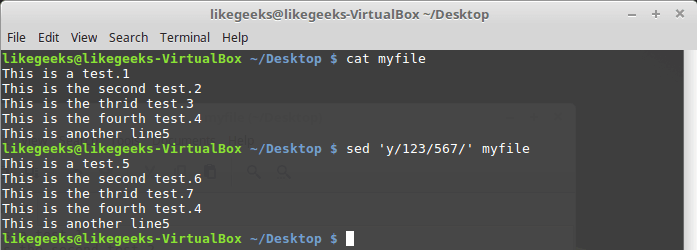 likegeeks@likegeeks-VirtualBox ~/Desktop
File Edit View Search Terminal Help
likegeeks@likegeeks-VirtualBox ~/Desktop $ cat myfile
This is a test.1
This is the second test.2
This is the thrid test.3
This is the fourth test.4
This is another line5
likegeeks@likegeeks-VirtualBox ~/Desktop $ sed 'y/123/567/' myfile
This is a test.5
This is the second test.6
This is the thrid test.7
This is the fourth test.4
This is another line5
likegeeks@likegeeks-VirtualBox ~/Desktop $